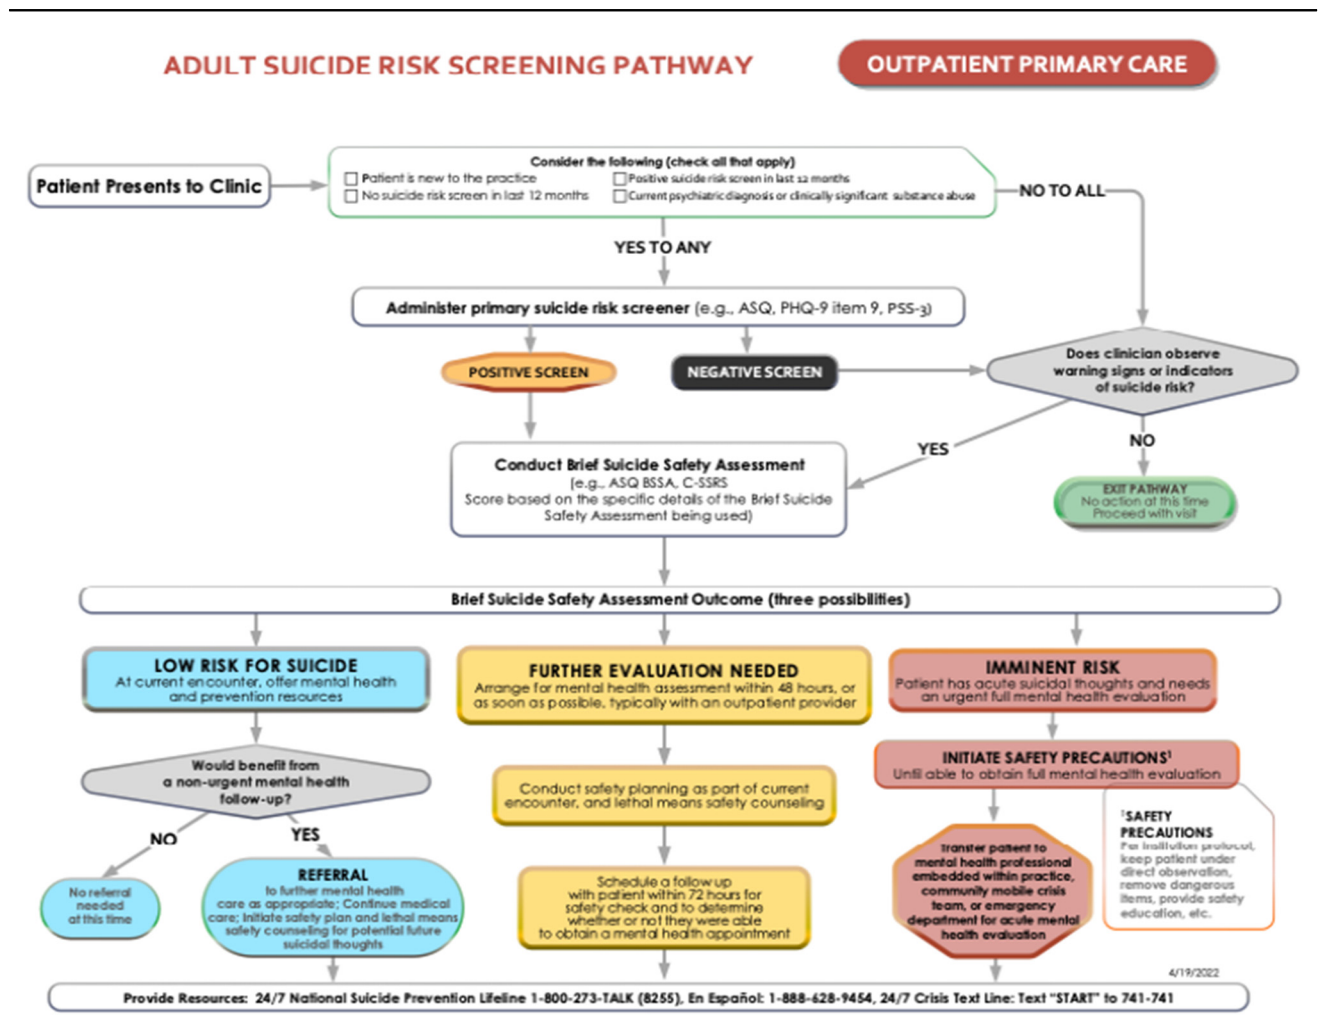 ADULT SUICIDE RISK SCREENING PATHWAY
OUTPATIENT PRIMARY CARE
Patient Presents to Clinic
Consider the following (check all that apply)
Patient is new to the practice
Positive suicide risk screen in last 12 months
No suicide risk screen in last 12 months
Current psychiatric diagnosis or clinically significant substance abuse
NO TO ALL
YES TO ANY
Administer primary suicide risk screener (e.g., ASQ, PHQ-9 item 9, PSS-3)
POSITIVE SCREEN
NEGATIVE SCREEN
Does clinician observe
warning signs or indicators
of suicide risk?
YES
NO
Conduct Brief Suicide Safety Assessment
(e.g., ASQ BSSA, C-SSRS
Score based on the specific details of the Brief Suicide
Safety Assessment being used)
EXIT PATHWAY
No action at this time
Proceed with visit
Brief Suicide Safety Assessment Outcome (three possibilities)
LOW RISK FOR SUICIDE
At current encounter, offer mental health
and prevention resources
Would benefit from
a non-urgent mental health
follow-up?
NO
YES
No referral
needed
at this time
REFERRAL
to further mental health
care as appropriate; Continue medical
care; Initiate safety plan and lethal means
safety counseling for potential future
suicidal thoughts
FURTHER EVALUATION NEEDED
Arrange for mental health assessment within 48 hours, or
as soon as possible, typically with an outpatient provider
Conduct safety planning as part of current
encounter, and lethal means safety counseling
Schedule a follow up
with patient within 72 hours for
safety check and to determine
whether or not they were able
to obtain a mental health appointment
IMMINENT RISK
Patient has acute suicidal thoughts and needs
an urgent full mental health evaluation
INITIATE SAFETY PRECAUTIONS¹
Until able to obtain full mental health evaluation
Transfer patient to
mental health professional
embedded within practice,
community mobile crisis
team, or emergency
department for acute mental
health evaluation
¹SAFETY
PRECAUTIONS
Per institution protocol,
keep patient under
direct observation,
remove dangerous
items, provide safety
education, etc.
4/19/2022
Provide Resources: 24/7 National Suicide Prevention Lifeline 1-800-273-TALK (8255), En Español: 1-888-628-9454, 24/7 Crisis Text Line: Text "START" to 741-741